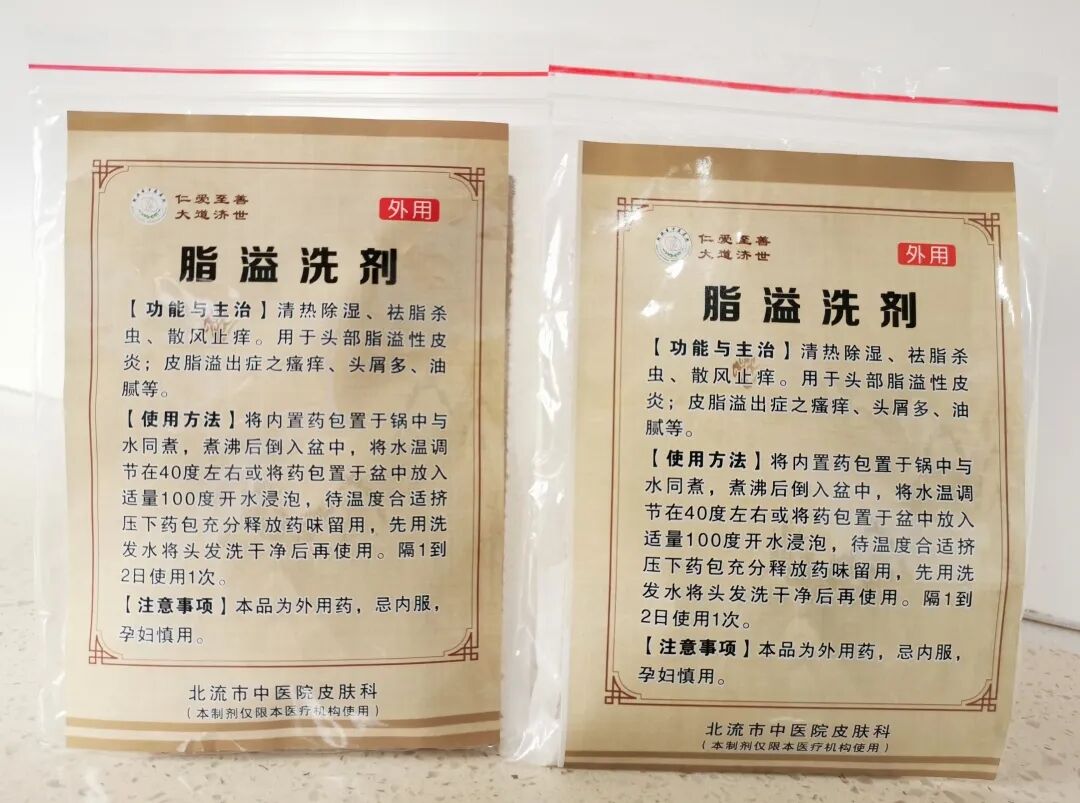 仁爱至善
大道济世
外用
脂溢洗剂
【功能与主治】清热除湿、祛脂杀
虫、散风止痒。用于头部脂溢性皮
炎；皮脂溢出症之瘙痒、头屑多、油
腻等。
【使用方法】将内置药包置于锅中与
水同煮，煮沸后倒入盆中，将水温调
节在40度左右或将药包置于盆中放入
适量100度开水浸泡，待温度合适挤
压下药包充分释放药味留用，先用洗
发水将头发洗干净后再使用。隔1到
2日使用1次。
【注意事项】本品为外用药，忌内服，
孕妇慎用。
北流市中医院皮肤科
（本制剂仅限本医疗机构使用）
仁爱至善
大道济世
外用
脂溢洗剂
【功能与主治】清热除湿、祛脂杀
虫、散风止痒。用于头部脂溢性皮
炎；皮脂溢出症之瘙痒、头屑多、油
腻等。
【使用方法】将内置药包置于锅中与
水同煮，煮沸后倒入盆中，将水温调
节在40度左右或将药包置于盆中放入
适量100度开水浸泡，待温度合适挤
压下药包充分释放药味留用，先用洗
发水将头发洗干净后再使用。隔1到
2日使用1次。
【注意事项】本品为外用药，忌内服，
孕妇慎用。
北流市中医院皮肤科
（本制剂仅限本医疗机构使用）